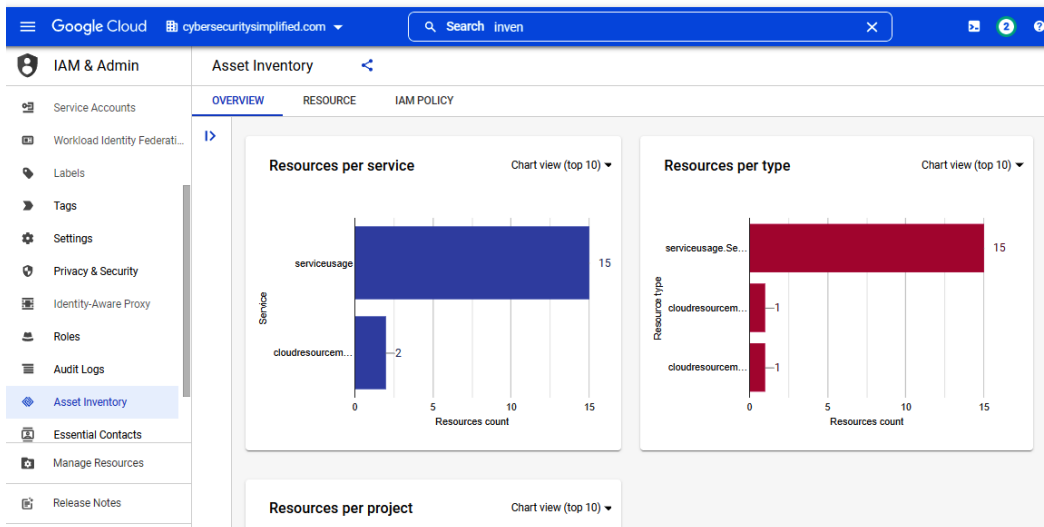 Google Cloud
cybersecuritysimplified.com
Search inven
2
IAM & Admin
Service Accounts
Workload Identity Federati...
Labels
Tags
Settings
Privacy & Security
Identity-Aware Proxy
Roles
Audit Logs
Asset Inventory
Essential Contacts
Manage Resources
Release Notes
Asset Inventory
OVERVIEW RESOURCE IAM POLICY
Resources per service Chart view (top 10)
Service
serviceusage 15
cloudresourcem... 2
0 5 10 15
Resources count
Resources per type Chart view (top 10)
Resource type
serviceusage.Se... 15
cloudresourcem... 1
cloudresourcem... 1
0 5 10 15
Resources count
Resources per project Chart view (top 10)